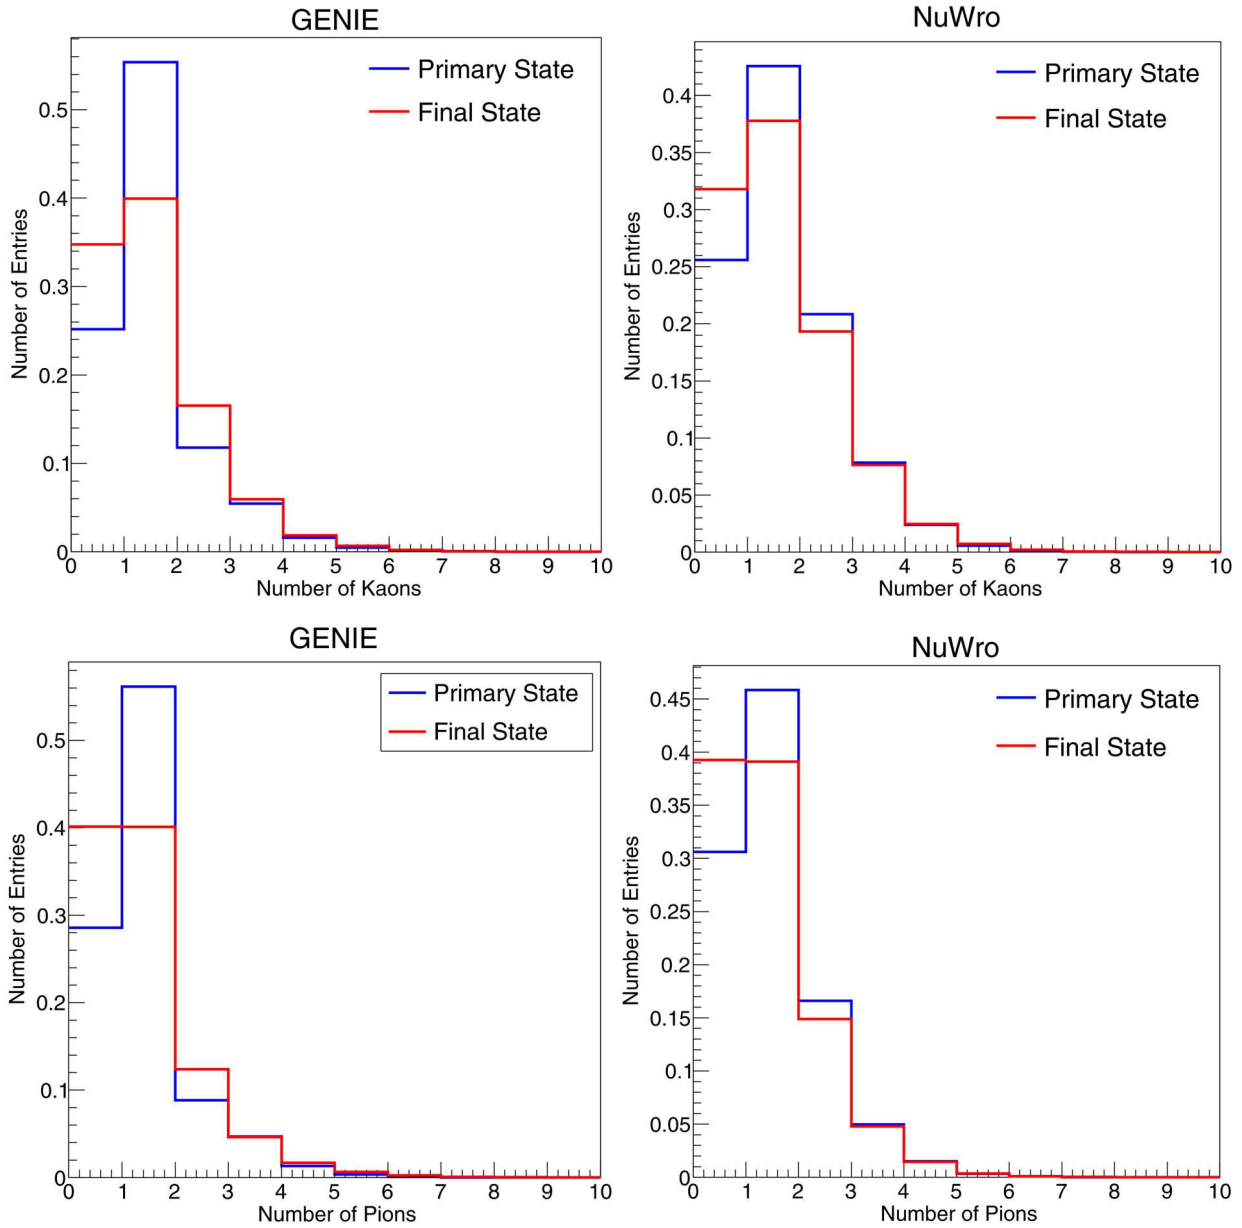 GENIE
Primary State
Final State
Number of Entries
0.5
0.4
0.3
0.2
0.1
0
0 1 2 3 4 5 6 7 8 9 10
Number of Kaons
NuWro
Primary State
Final State
Number of Entries
0.4
0.35
0.3
0.25
0.2
0.15
0.1
0.05
0
0 1 2 3 4 5 6 7 8 9 10
Number of Kaons
GENIE
Primary State
Final State
Number of Entries
0.5
0.4
0.3
0.2
0.1
0
0 1 2 3 4 5 6 7 8 9 10
Number of Pions
NuWro
Primary State
Final State
Number of Entries
0.45
0.4
0.35
0.3
0.25
0.2
0.15
0.1
0.05
0
0 1 2 3 4 5 6 7 8 9 10
Number of Pions